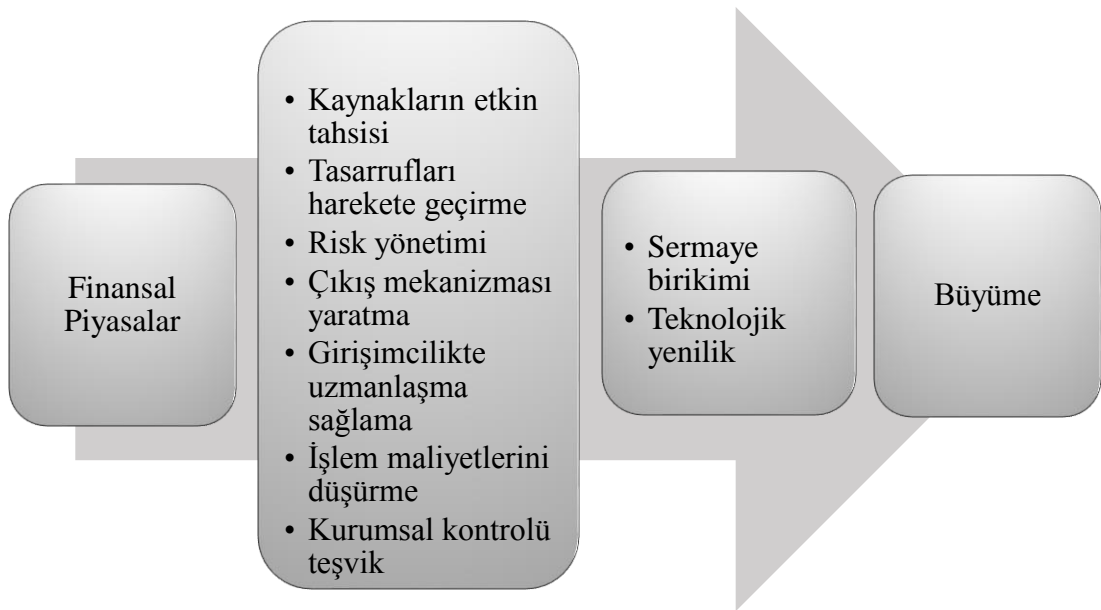 Finansal
Piyasalar
• Kaynakların etkin
tahsisi
• Tasarrufları
harekete geçirme
• Risk yönetimi
• Çıkış mekanizması
yaratma
• Girişimcilikte
uzmanlaşma
sağlama
• İşlem maliyetlerini
düşürme
• Kurumsal kontrolü
teşvik
• Sermaye
birikimi
• Teknolojik
yenilik
Büyüme